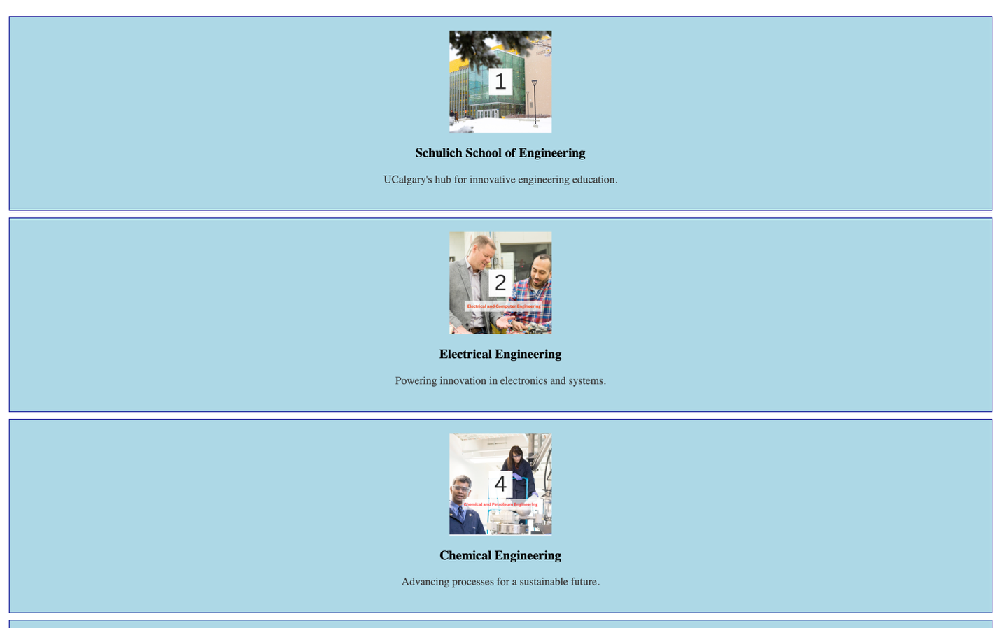 1
Schulich School of Engineering
UCalgary's hub for innovative engineering education.
2
Electrical and Computer Engineering
Electrical Engineering
Powering innovation in electronics and systems.
4
Chemical and Petrolaum Engineering
Chemical Engineering
Advancing processes for a sustainable future.